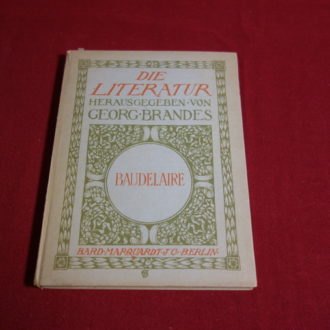 DIE
LITERATUR
HERAUSGEGEBEN·VON
GEORG·BRANDES
BAUDELAIRE
BARD·MARQUARDT·&·CO·BERLIN·